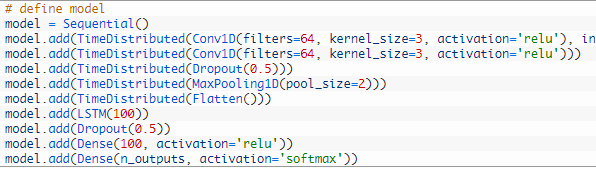 # define model
model = Sequential()
model.add(TimeDistributed(Conv1D(filters=64, kernel_size=3, activation='relu'), in
model.add(TimeDistributed(Conv1D(filters=64, kernel_size=3, activation='relu')))
model.add(TimeDistributed(Dropout(0.5)))
model.add(TimeDistributed(MaxPooling1D(pool_size=2)))
model.add(TimeDistributed(Flatten()))
model.add(LSTM(100))
model.add(Dropout(0.5))
model.add(Dense(100, activation='relu'))
model.add(Dense(n_outputs, activation='softmax'))